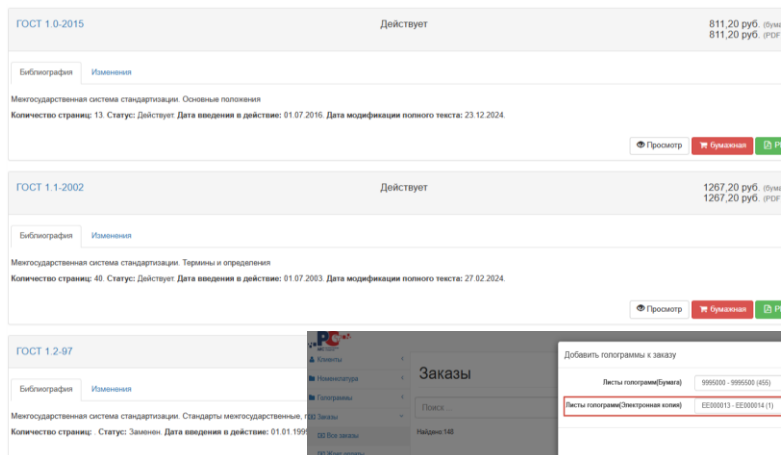 ГОСТ 1.0-2015 Действует 811,20 руб.
811,20 руб. (PDF
Библиография Изменения
Межгосударственная система стандартизации. Основные положения
Количество страниц: 13. Статус: Действует. Дата введения в действие: 01.07.2016. Дата модификации полного текста: 23.12.2024.
Просмотр бумажная
ГОСТ 1.1-2002 Действует 1267,20 руб.
1267,20 руб. (PDF
Библиография Изменения
Межгосударственная система стандартизации. Термины и определения
Количество страниц: 40. Статус: Действует. Дата введения в действие: 01.07.2003. Дата модификации полного текста: 27.02.2024.
Просмотр бумажная
ГОСТ 1.2-97
Библиография Изменения
Межгосударственная система стандартизации. Стандарты межгосударственные,
Количество страниц: . Статус: Заменен. Дата введения в действие: 01.01.199
РС
Клиенты
Номенклатура
Голограммы
Заказы
Все заказы
Заказы
Поиск...
Найдено:148
Добавить голограммы к заказу
Листы голограмм(Бумага) 9995000 - 9995500 (455)
Листы голограмм(Электронная копия) EE000013 - EE000014 (1)